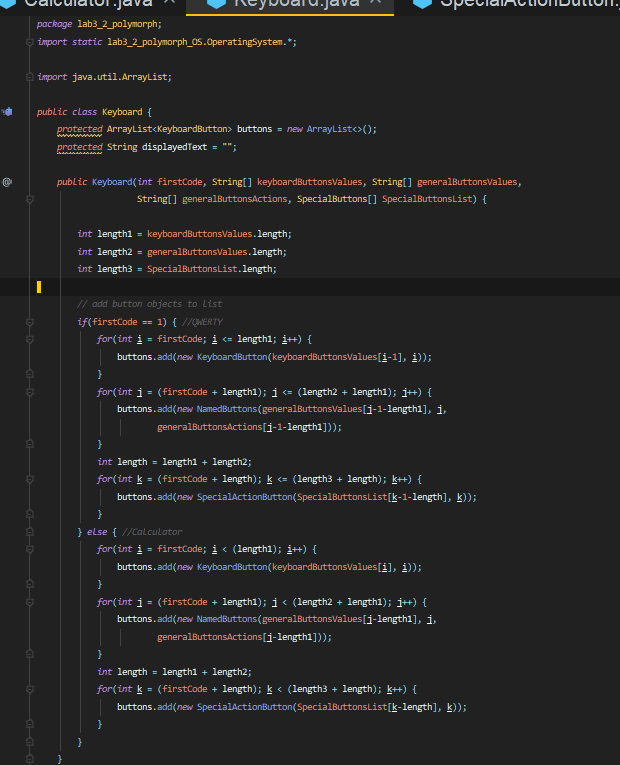 Calculator.java × Keyboard.java × SpecialActionButton.j
package lab3_2_polymorph;
import static lab3_2_polymorph_OS.OperatingSystem.*;
import java.util.ArrayList;
public class Keyboard {
protected ArrayList<KeyboardButton> buttons = new ArrayList<>();
protected String displayedText = "";
public Keyboard(int firstCode, String[] keyboardButtonsValues, String[] generalButtonsValues,
String[] generalButtonsActions, SpecialButtons[] SpecialButtonsList) {
int length1 = keyboardButtonsValues.length;
int length2 = generalButtonsValues.length;
int length3 = SpecialButtonsList.length;
// add button objects to list
if(firstCode == 1) { //QWERTY
for(int i = firstCode; i <= length1; i++) {
buttons.add(new KeyboardButton(keyboardButtonsValues[i-1], i));
}
for(int j = (firstCode + length1); j <= (length2 + length1); j++) {
buttons.add(new NamedButtons(generalButtonsValues[j-1-length1], j,
generalButtonsActions[j-1-length1]));
}
int length = length1 + length2;
for(int k = (firstCode + length); k <= (length3 + length); k++) {
buttons.add(new SpecialActionButton(SpecialButtonsList[k-1-length], k));
}
} else { //Calculator
for(int i = firstCode; i < (length1); i++) {
buttons.add(new KeyboardButton(keyboardButtonsValues[i], i));
}
for(int j = (firstCode + length1); j < (length2 + length1); j++) {
buttons.add(new NamedButtons(generalButtonsValues[j-length1], j,
generalButtonsActions[j-length1]));
}
int length = length1 + length2;
for(int k = (firstCode + length); k < (length3 + length); k++) {
buttons.add(new SpecialActionButton(SpecialButtonsList[k-length], k));
}
}
}